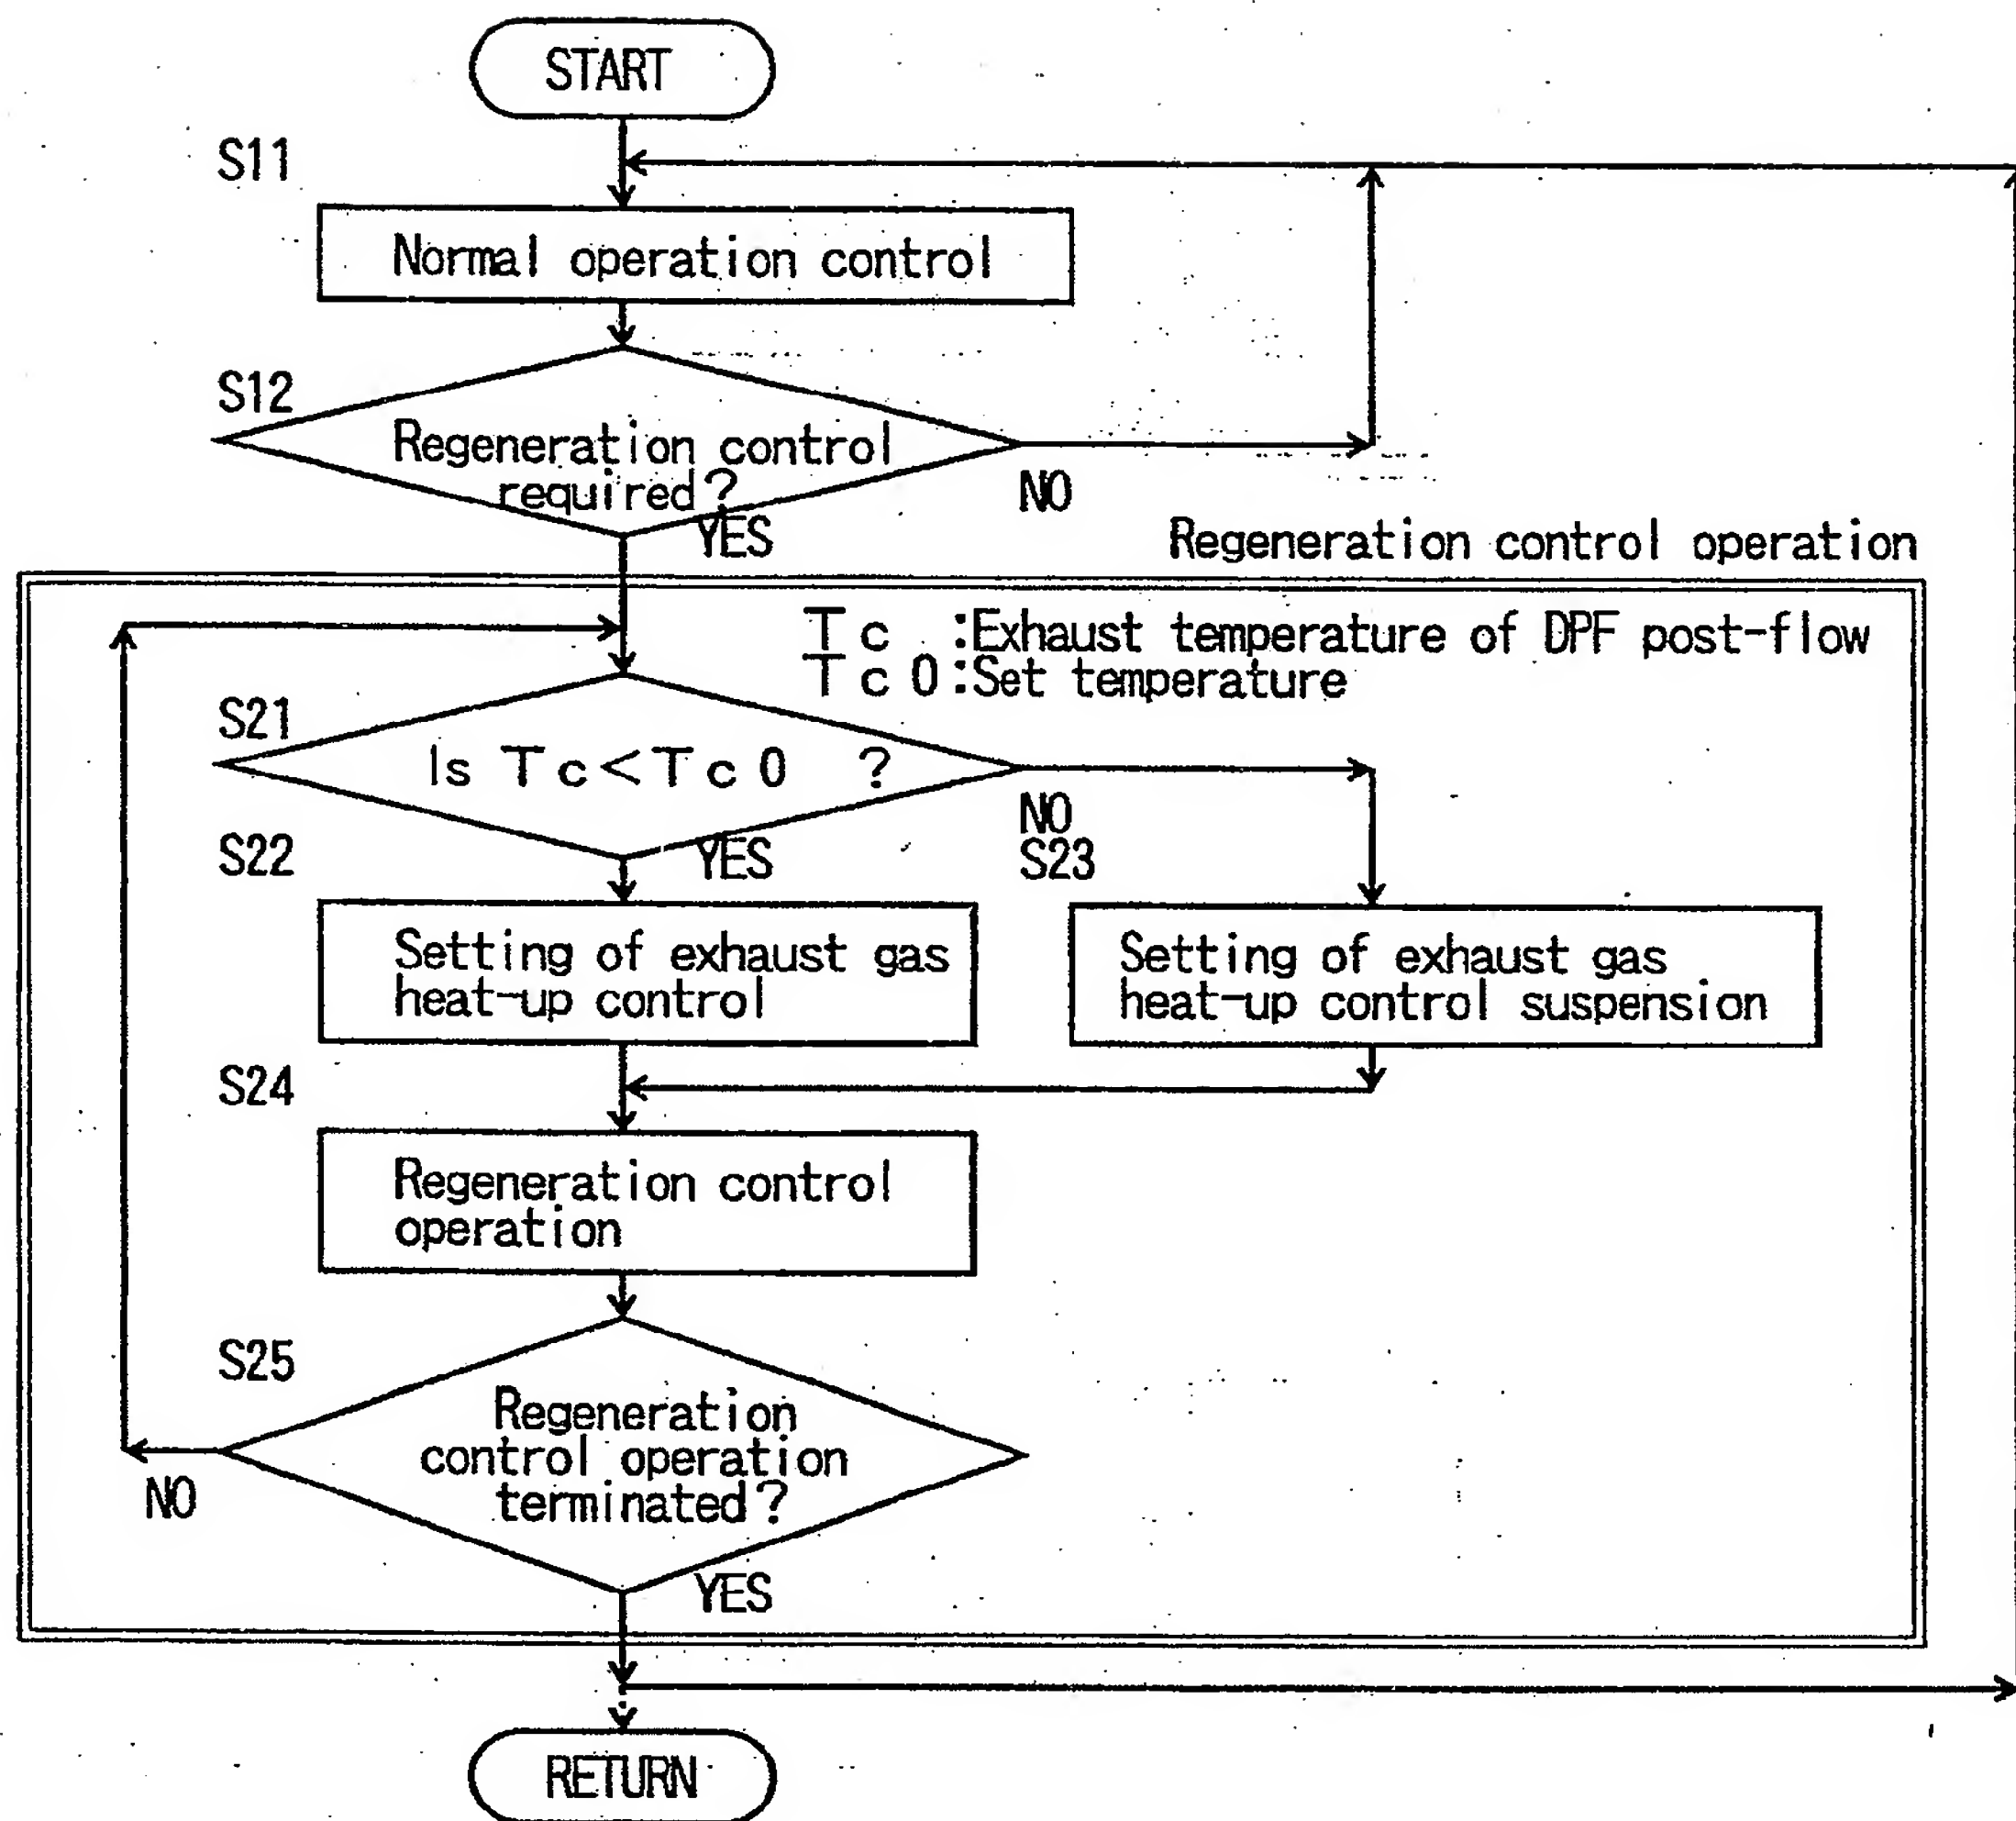 START
S11
Normal operation control
S12
Regeneration control
required?
NO
YES
Regeneration control operation
Tc :Exhaust temperature of DPF post-flow
Tc0:Set temperature
S21
Is Tc<Tc0 ?
NO
YES
S22
S23
Setting of exhaust gas
heat-up control
Setting of exhaust gas
heat-up control suspension
S24
Regeneration control
operation
S25
Regeneration
control operation
terminated?
NO
YES
RETURN